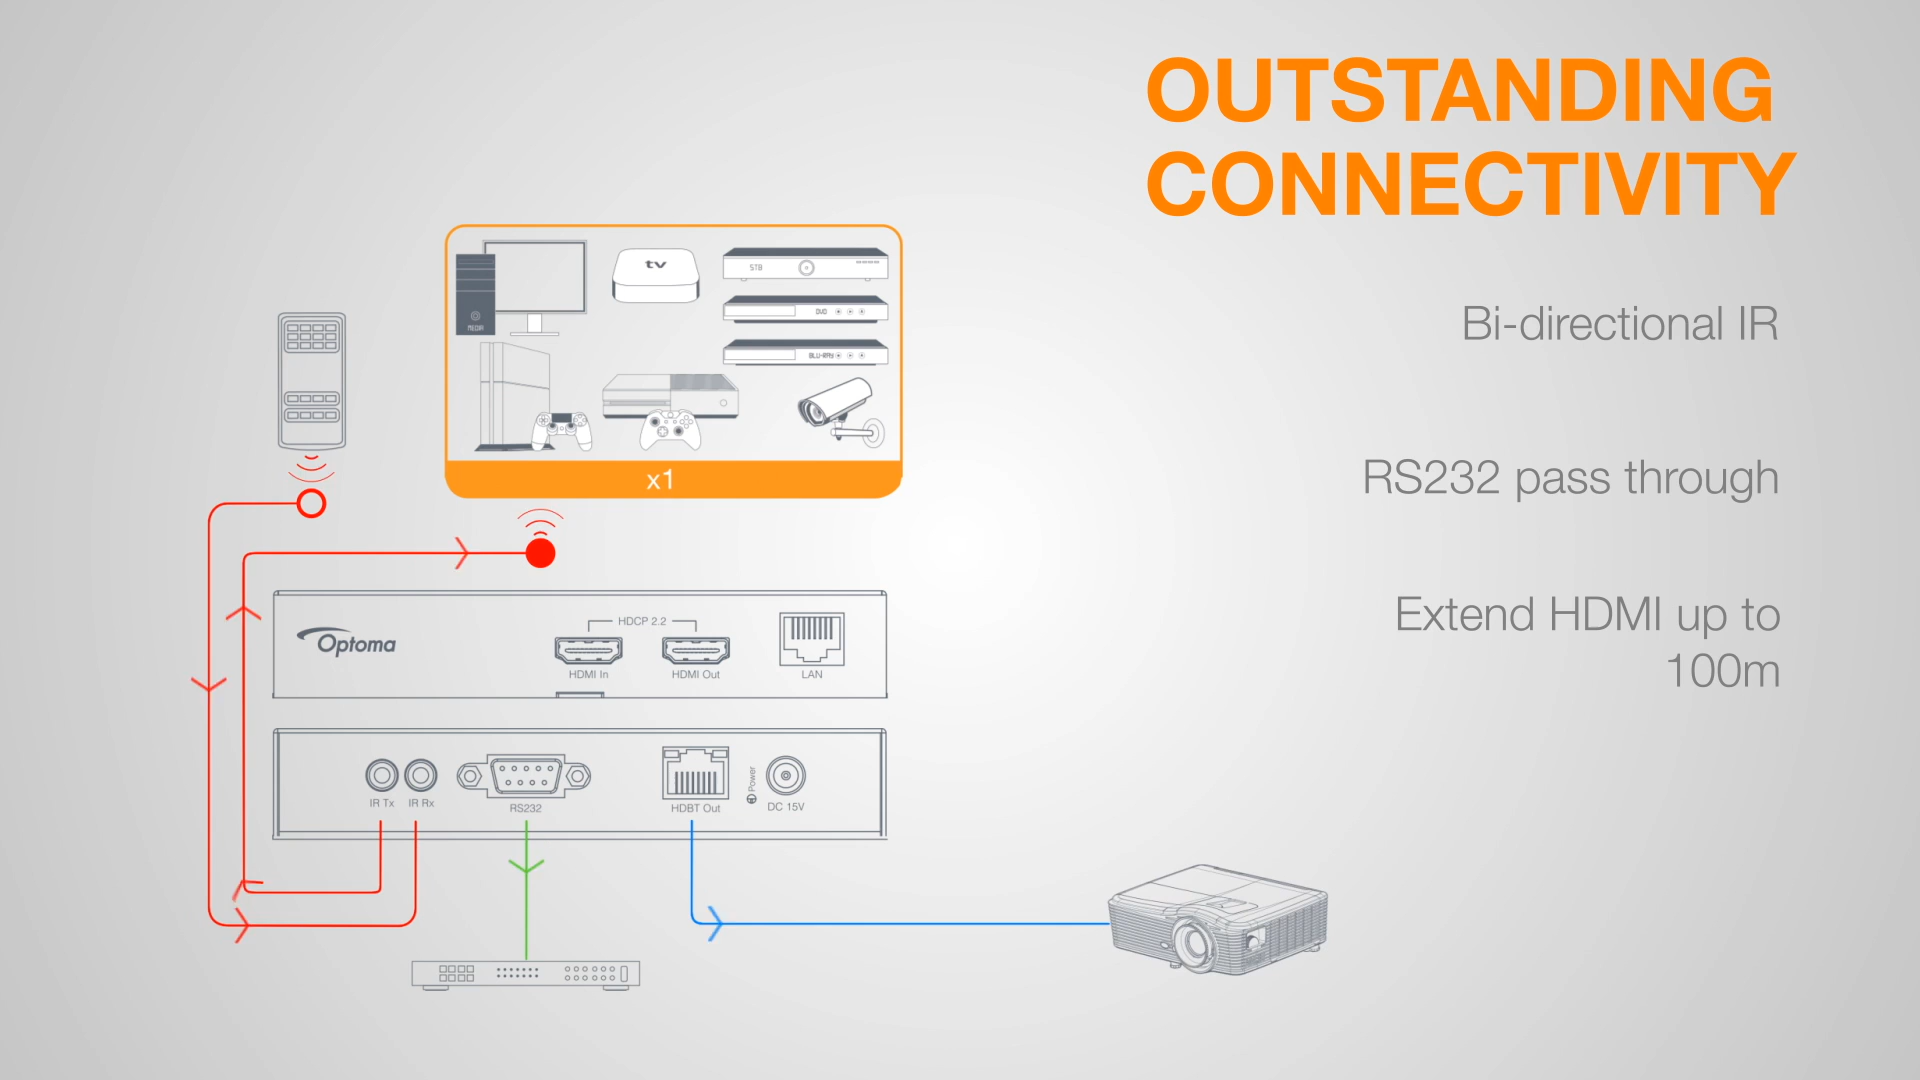 OUTSTANDING
CONNECTIVITY
Bi-directional IR
RS232 pass through
Extend HDMI up to
100m
tv
STB
DVD
BLU-RAY
MEDIA
x1
Optoma
HDCP 2.2
HDMI In
HDMI Out
LAN
IR Tx
IR Rx
RS232
HDBT Out
Power
DC 15V